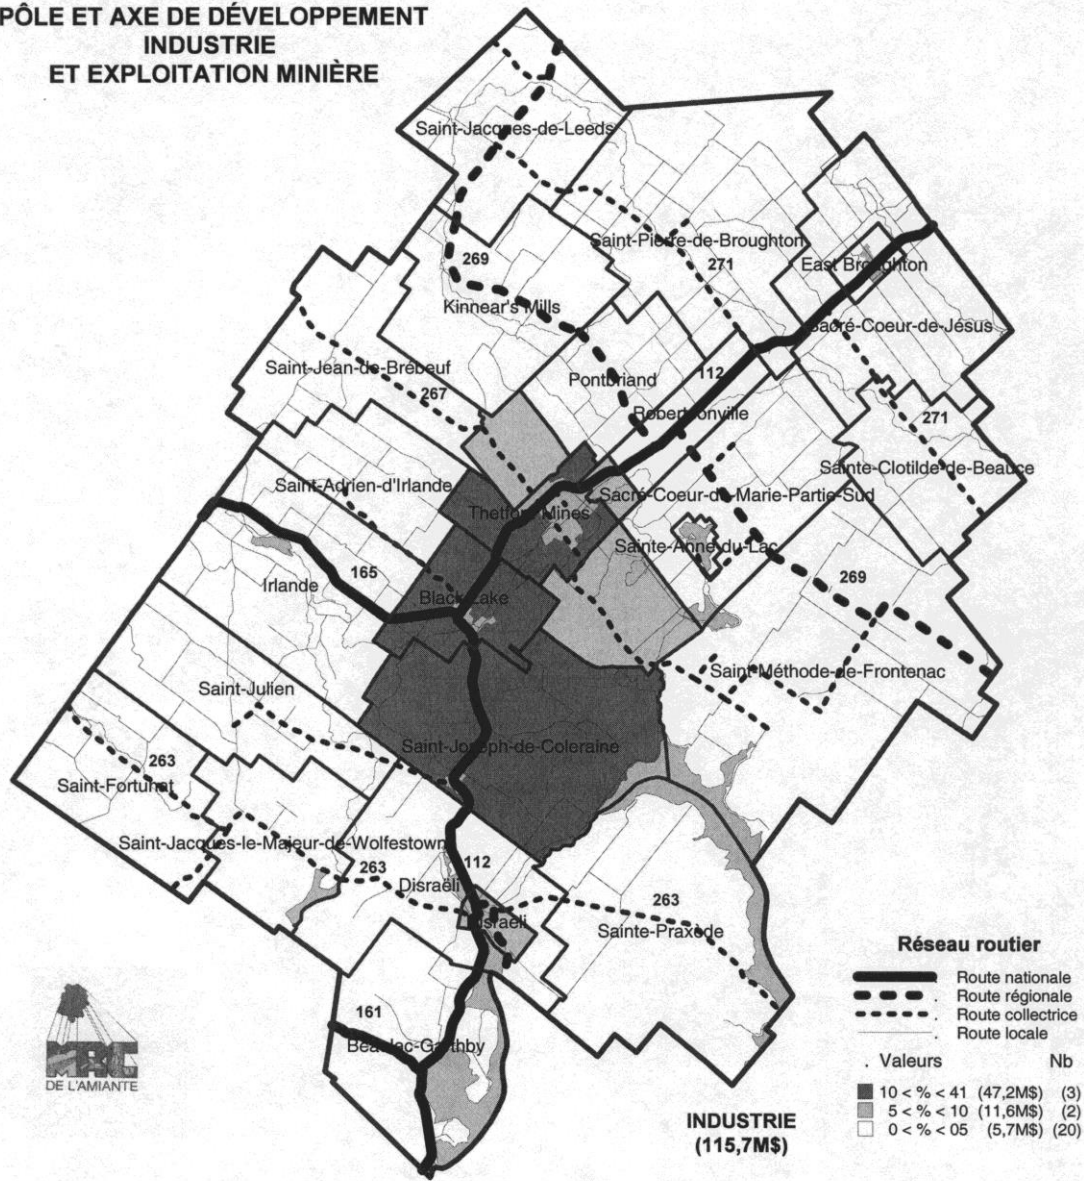 PÔLE ET AXE DE DÉVELOPPEMENT
INDUSTRIE
ET EXPLOITATION MINIÈRE
Saint-Jacques-de-Leeds
Saint-Pierre-de-Broughton
269
271
East Broughton
Kinnear's Mills
Sacré-Coeur-de-Jésus
Saint-Jean-de-Brébeuf
Pontbriand
112
267
Robertsonville
271
Sainte-Clotilde-de-Beauce
Saint-Adrien-d'Irlande
Sacré-Coeur-de-Marie-Partie-Sud
Thetford Mines
Sainte-Anne-du-Lac
165
269
Irlande
Black Lake
Saint-Méthode-de-Frontenac
Saint-Julien
Saint-Joseph-de-Coleraine
263
Saint-Fortunat
Saint-Jacques-le-Majeur-de-Wolfestown
112
263
Disraëli
263
Disraeli
Sainte-Praxède
161
Beaulac-Garthby
MRC
DE L'AMIANTE
Réseau routier
Route nationale
Route régionale
Route collectrice
Route locale
. Valeurs Nb
10 < % < 41 (47,2M$) (3)
5 < % < 10 (11,6M$) (2)
0 < % < 05 (5,7M$) (20)
INDUSTRIE
(115,7M$)